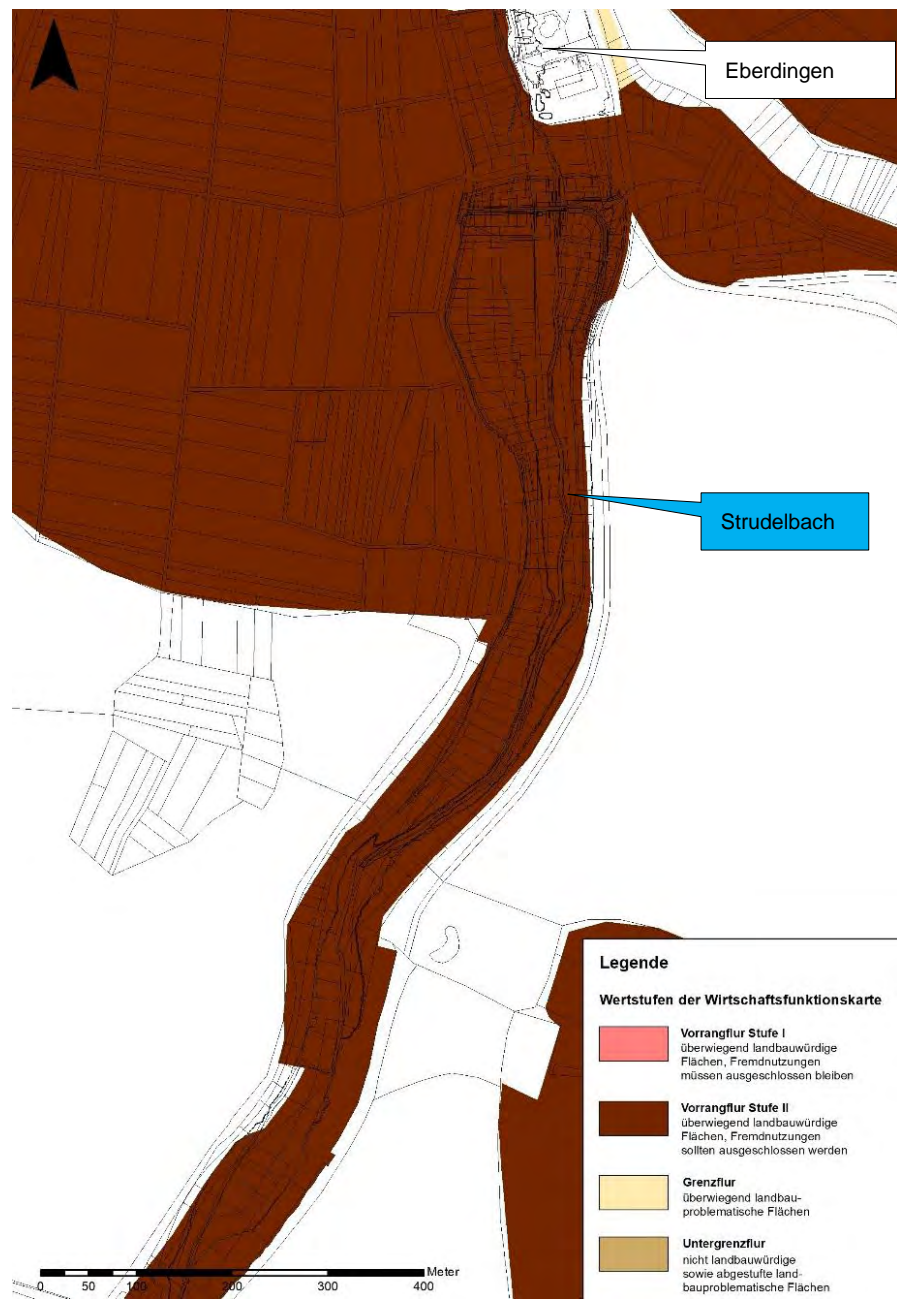 Eberdingen
Strudelbach
Legende
Wertstufen der Wirtschaftsfunktionskarte
Vorrangflur Stufe I
überwiegend landbauwürdige
Flächen, Fremdnutzungen
müssen ausgeschlossen bleiben
Vorrangflur Stufe II
überwiegend landbauwürdige
Flächen, Fremdnutzungen
sollten ausgeschlossen werden
Grenzflur
überwiegend landbau-
problematische Flächen
Untergrenzflur
nicht landbauwürdige
sowie abgestufte land-
bauproblematische Flächen
Meter
0 50 100 200 300 400